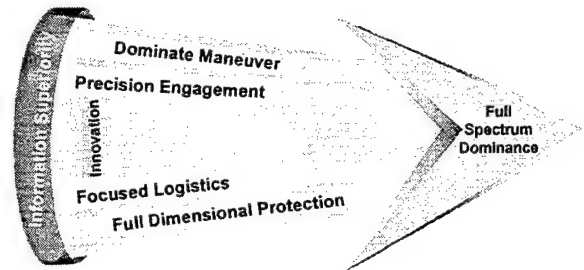 Information Superiority
Dominate Maneuver
Precision Engagement
Innovation
Focused Logistics
Full Dimensional Protection
Full
Spectrum
Dominance